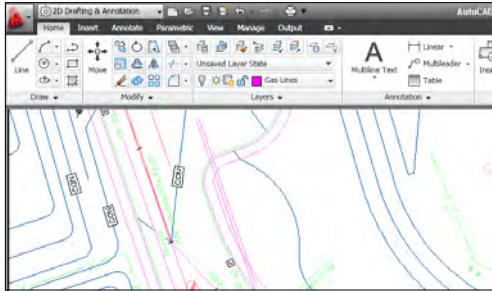 2D Drafting & Annotation
AutoCAD
Home Insert Annotate Parametric View Manage Output
Line
Move
Unsaved Layer State
Gas Lines
A
Multiline Text
Linear
Multileader
Table
Draw
Modify
Layers
Annotation